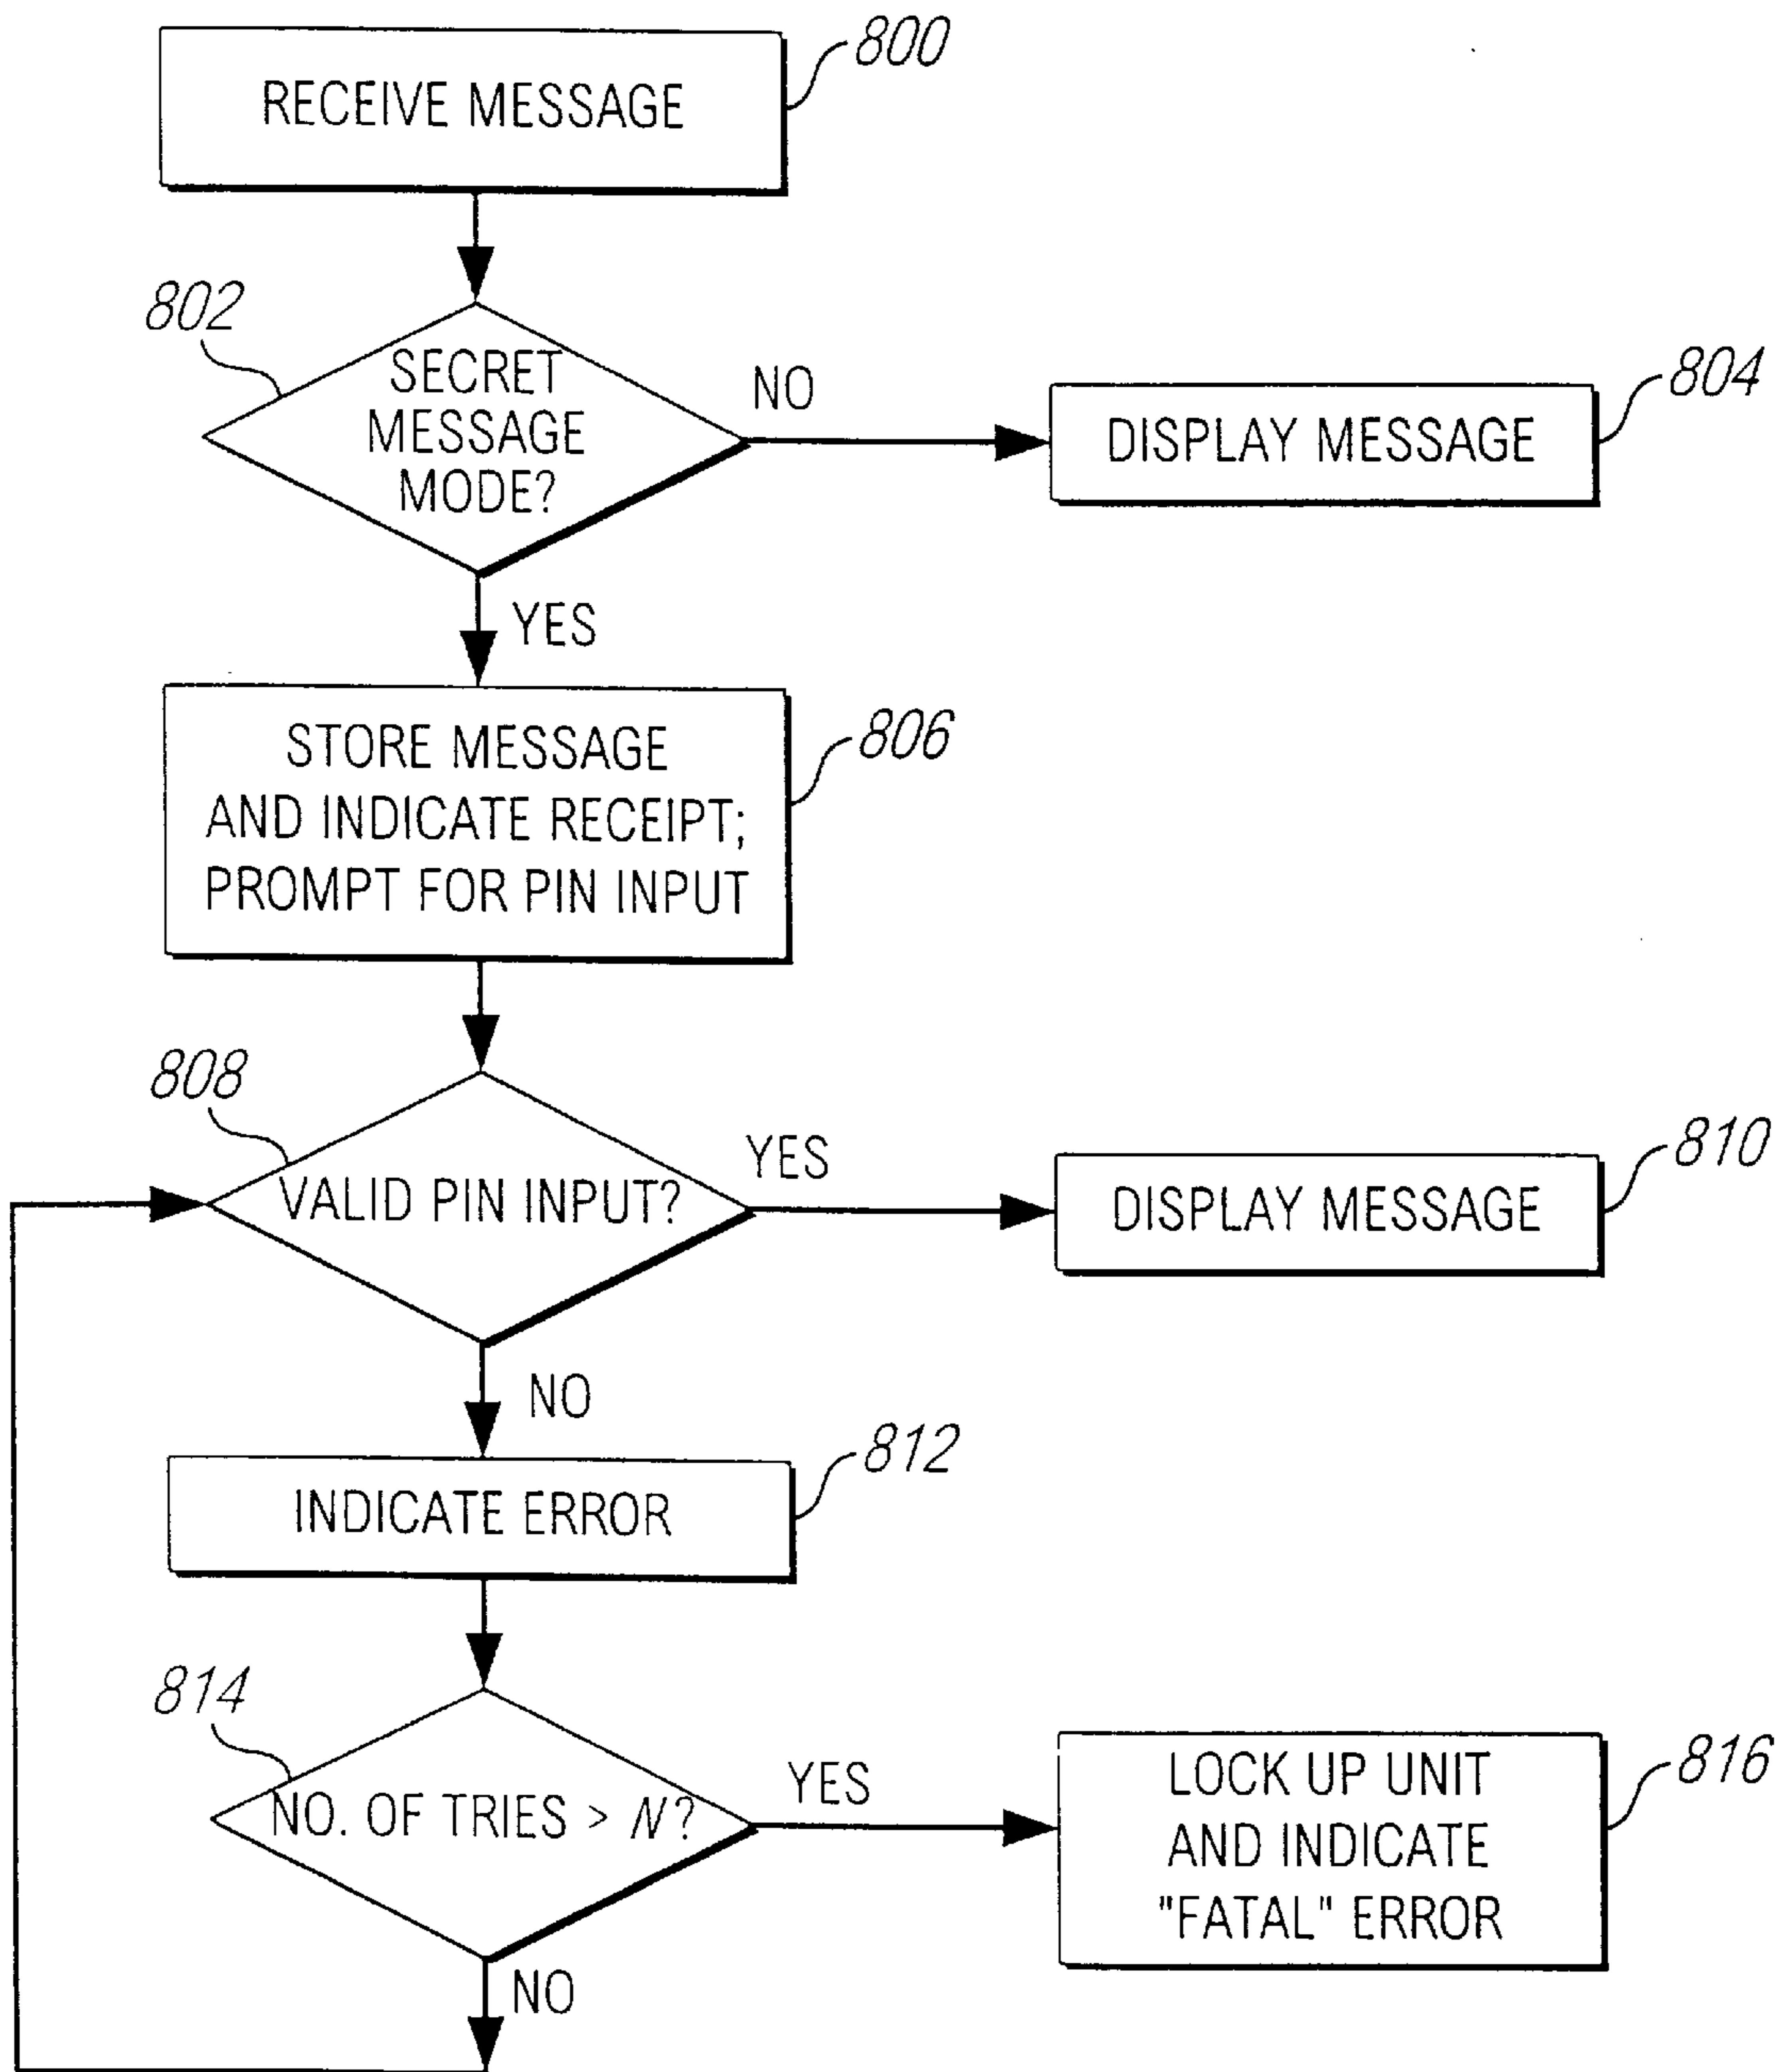 800
RECEIVE MESSAGE
802
SECRET
MESSAGE
MODE?
NO
804
DISPLAY MESSAGE
YES
806
STORE MESSAGE
AND INDICATE RECEIPT;
PROMPT FOR PIN INPUT
808
VALID PIN INPUT?
YES
810
DISPLAY MESSAGE
NO
812
INDICATE ERROR
814
NO. OF TRIES > N?
YES
816
LOCK UP UNIT
AND INDICATE
"FATAL" ERROR
NO